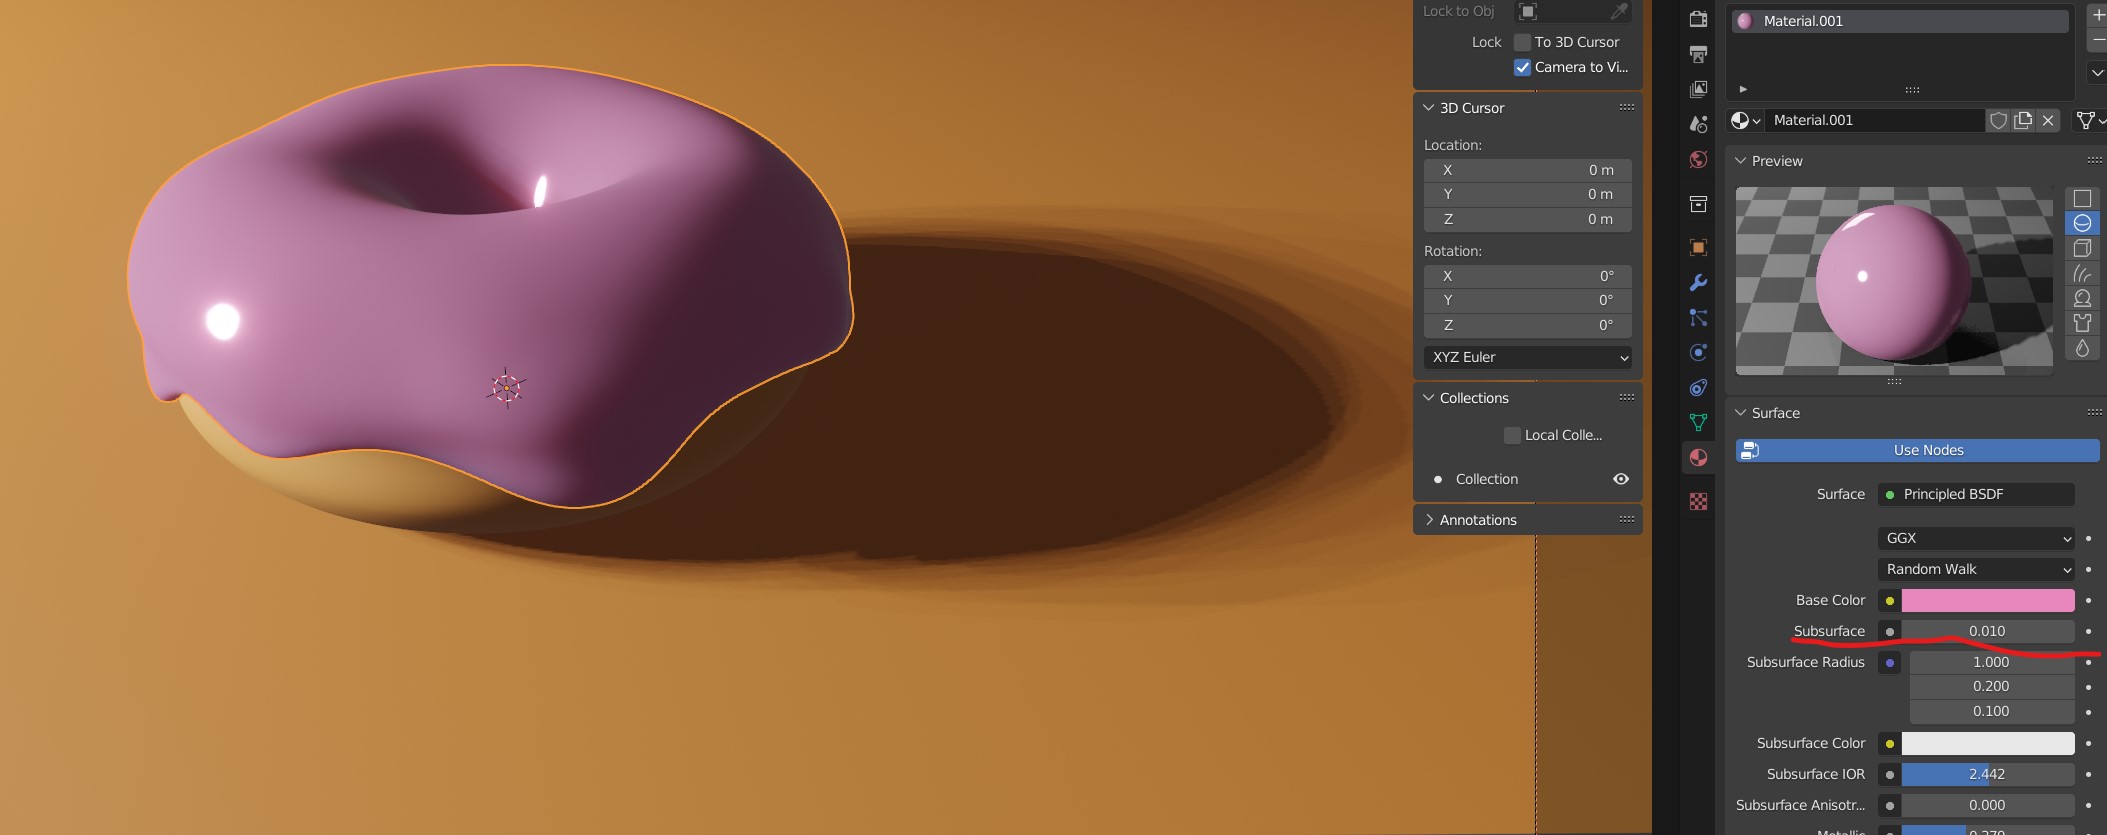 Lock to Obj
Lock To 3D Cursor
Camera to Vi...
3D Cursor
Location:
X 0 m
Y 0 m
Z 0 m
Rotation:
X 0°
Y 0°
Z 0°
XYZ Euler
Collections
Local Colle...
Collection
Annotations
Material.001
Material.001
Preview
Surface
Use Nodes
Surface Principled BSDF
GGX
Random Walk
Base Color
Subsurface 0.010
Subsurface Radius 1.000
0.200
0.100
Subsurface Color
Subsurface IOR 2.442
Subsurface Anisotr... 0.000
Metallic 0.270